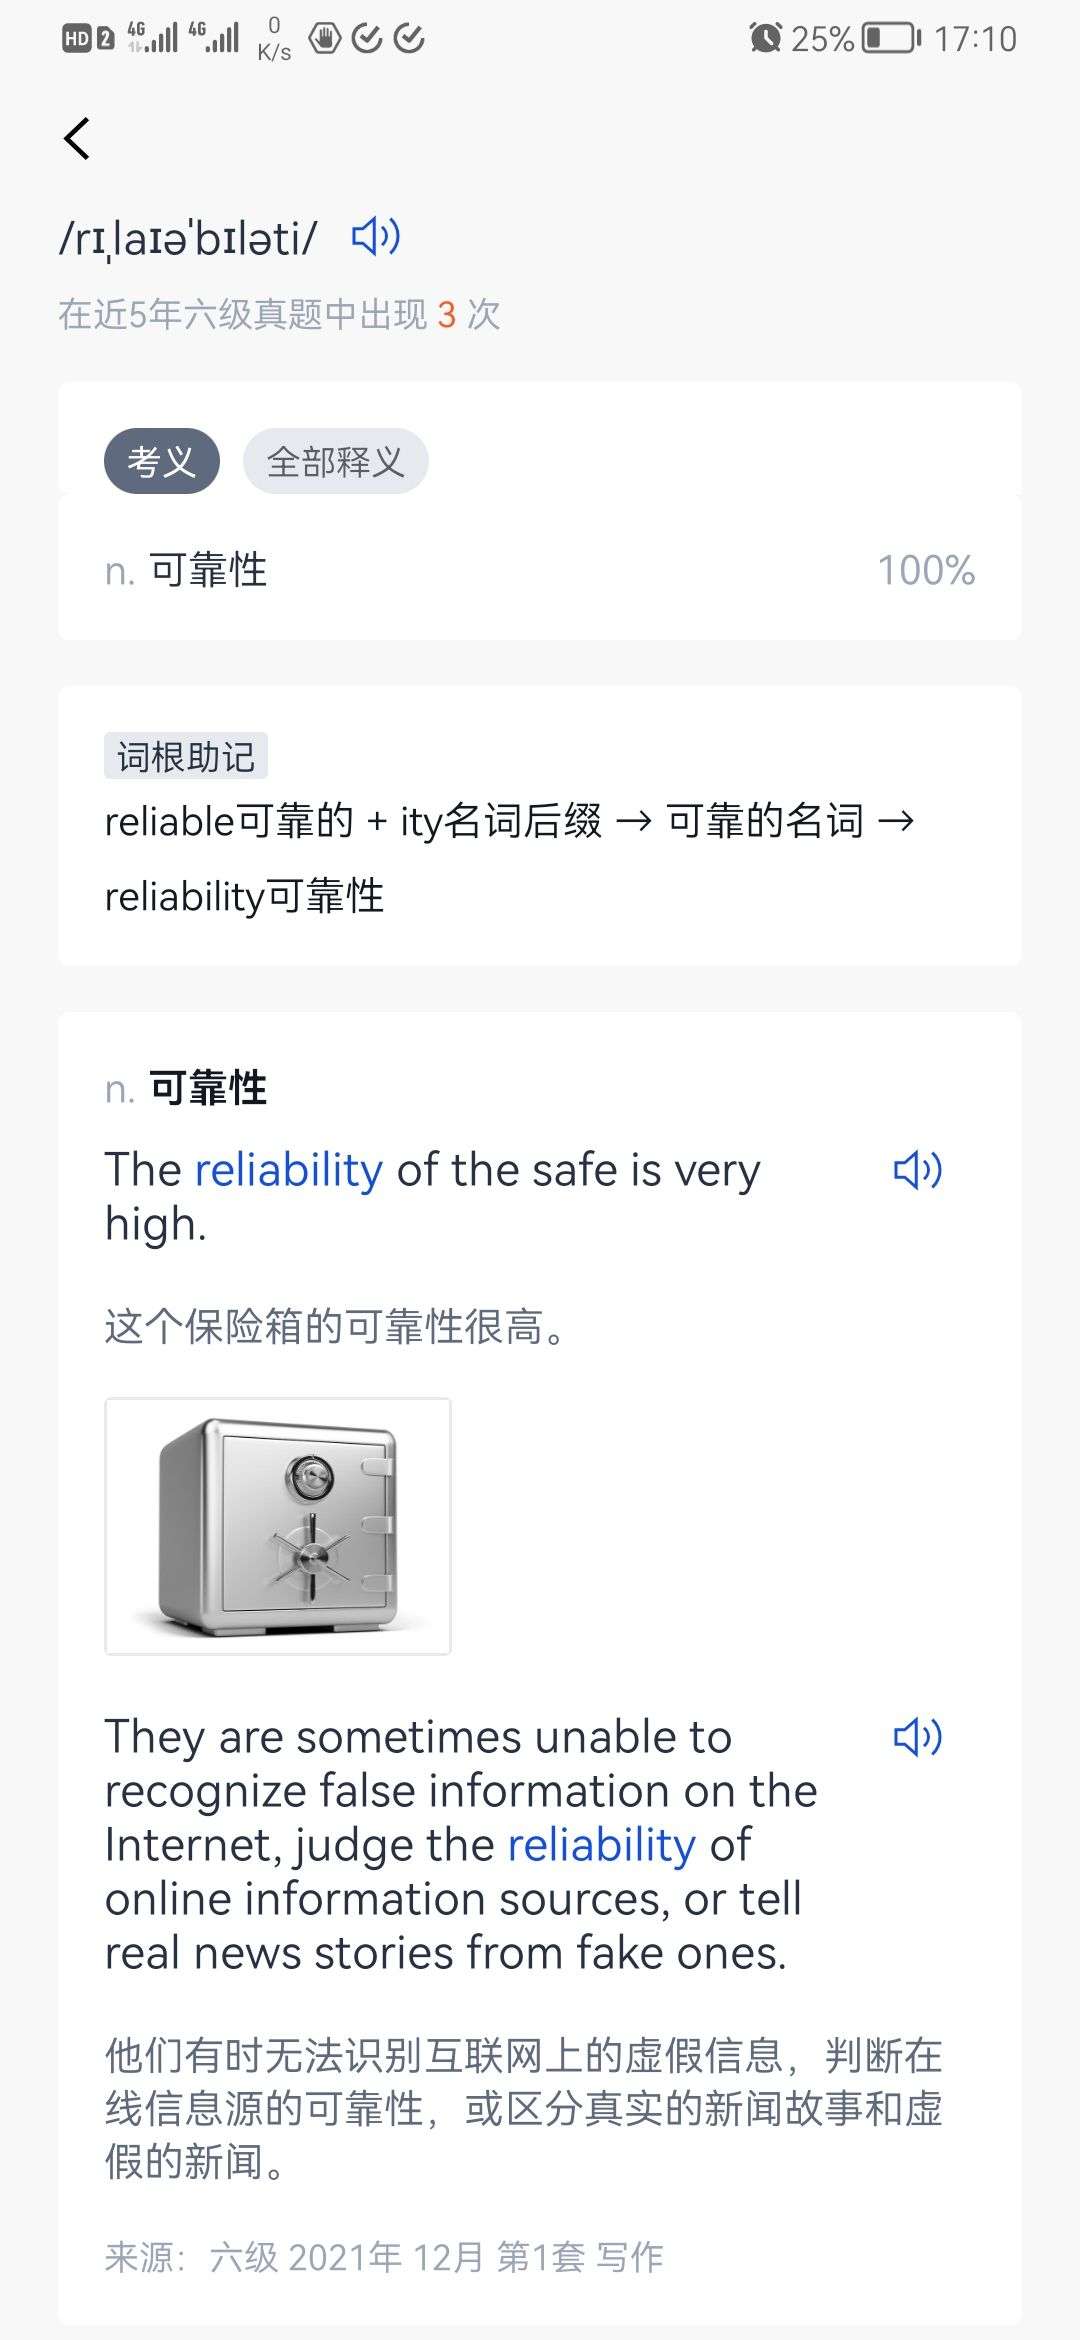 HD 2 4G 4G 0 K/s 25% 17:10
/rɪˌlaɪəˈbɪləti/
在近5年六级真题中出现 3 次
考义 全部释义
n. 可靠性 100%
词根助记
reliable可靠的 + ity名词后缀 → 可靠的名词 →
reliability可靠性
n. 可靠性
The reliability of the safe is very
high.
这个保险箱的可靠性很高。
They are sometimes unable to
recognize false information on the
Internet, judge the reliability of
online information sources, or tell
real news stories from fake ones.
他们有时无法识别互联网上的虚假信息，判断在
线信息源的可靠性，或区分真实的新闻故事和虚
假的新闻。
来源：六级 2021年 12月 第1套 写作